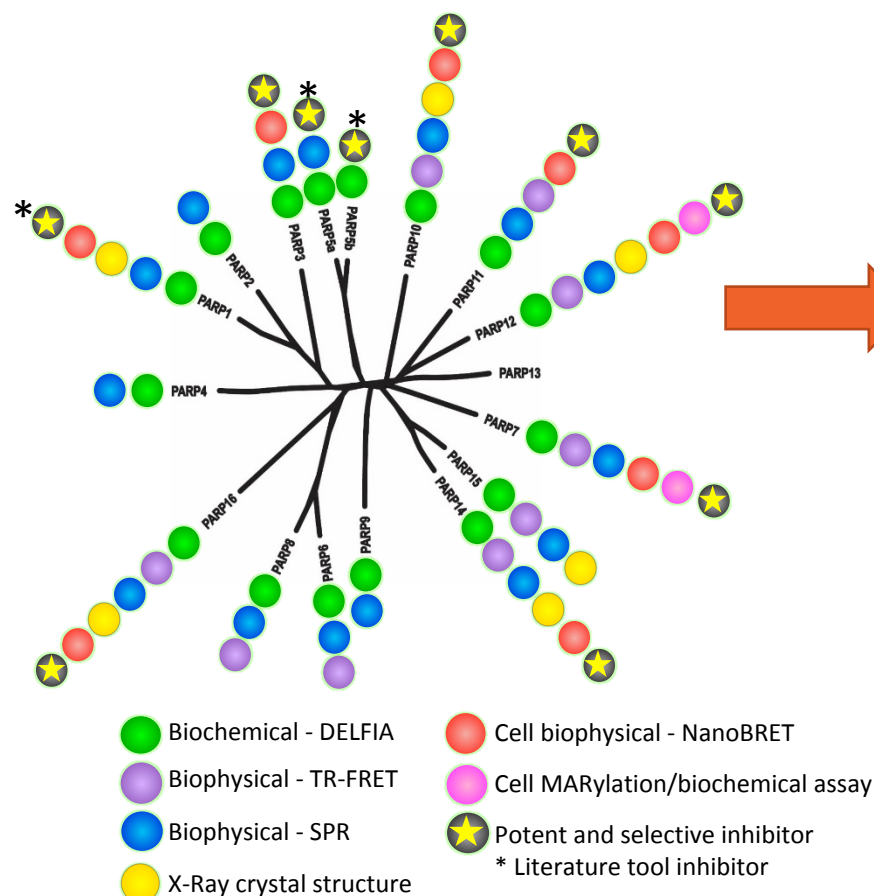 *
*
*
PARP10
PARP5b
PARP5a
PARP3
PARP11
PARP2
PARP1
PARP12
PARP13
PARP4
PARP7
PARP15
PARP14
PARP16
PARP9
PARP6
PARP8
Biochemical - DELFIA
Biophysical - TR-FRET
Biophysical - SPR
X-Ray crystal structure
Cell biophysical - NanoBRET
Cell MARylation/biochemical assay
Potent and selective inhibitor
* Literature tool inhibitor